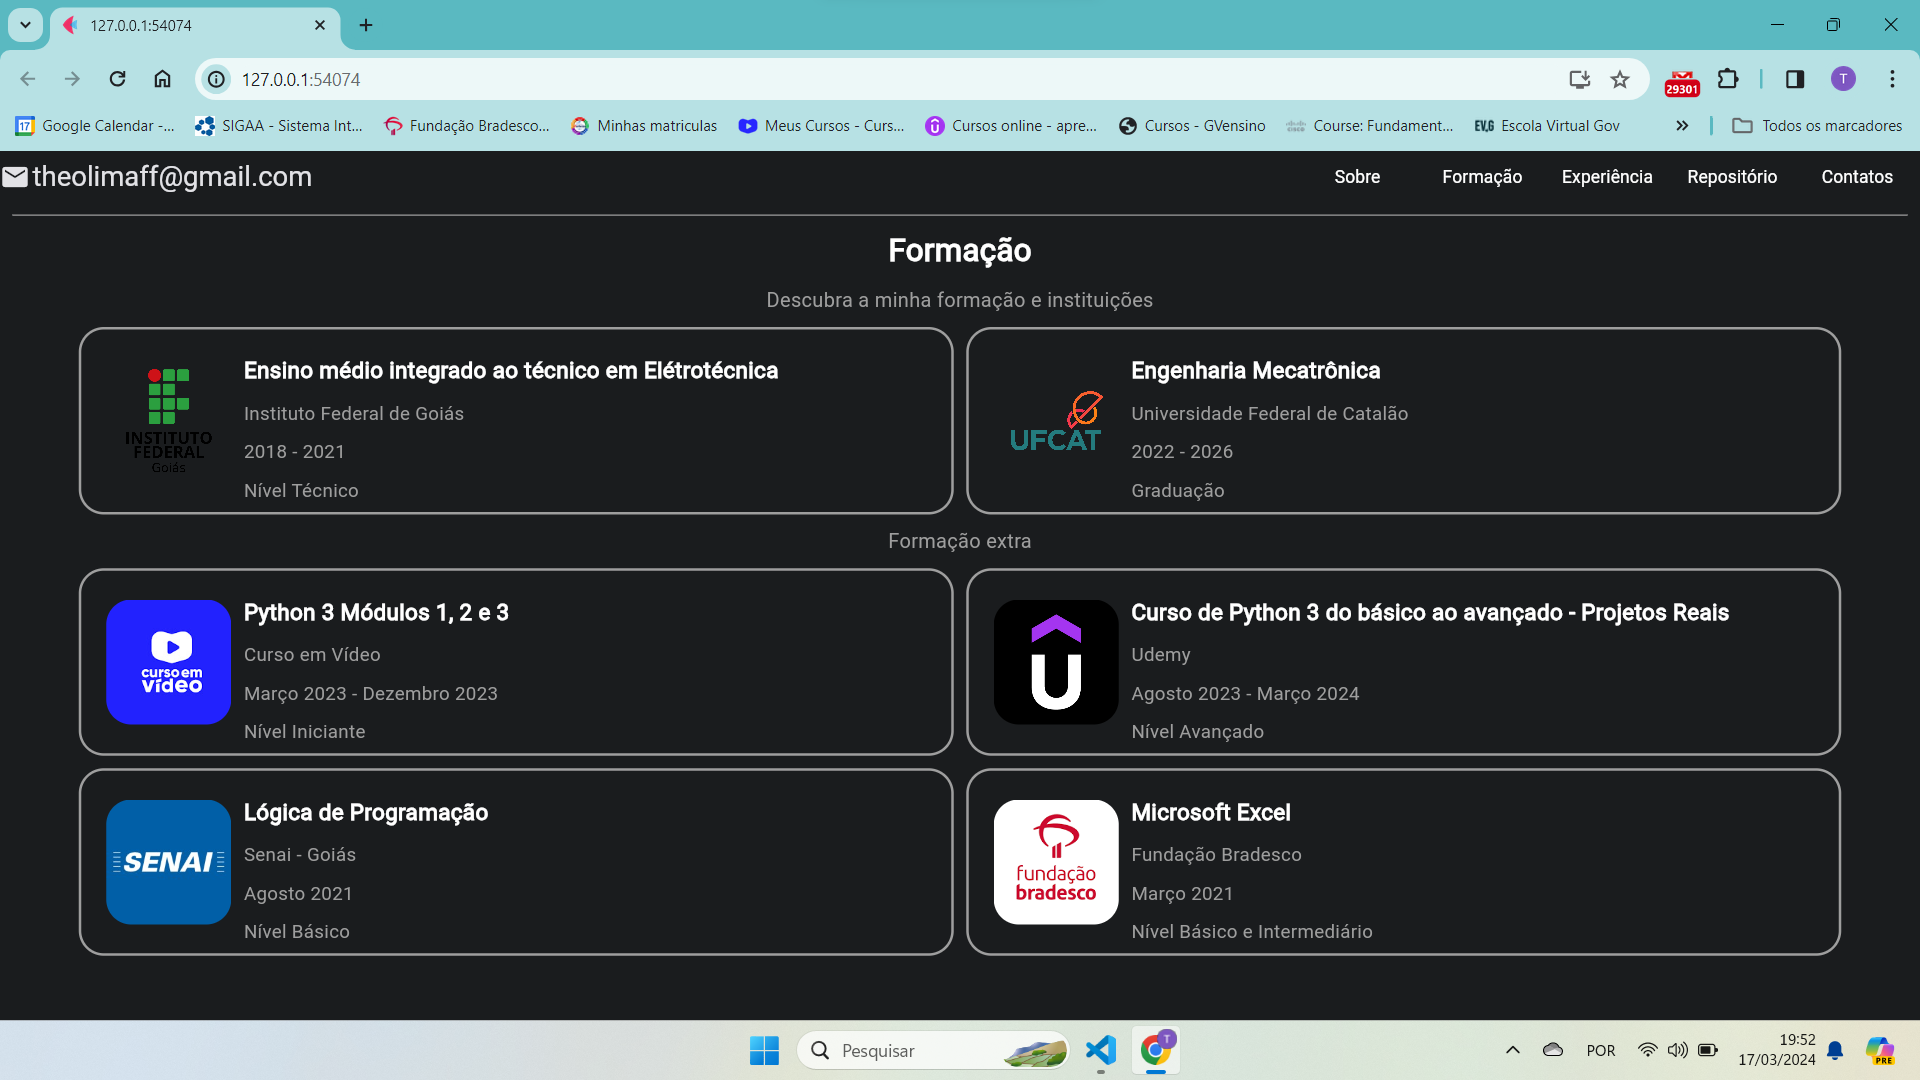 127.0.0.1:54074
127.0.0.1:54074
29301
T
17 Google Calendar -...
SIGAA - Sistema Int...
Fundação Bradesco...
Minhas matriculas
Meus Cursos - Curs...
Cursos online - apre...
Cursos - GVensino
Course: Fundament...
EV.G Escola Virtual Gov
Todos os marcadores
theolimaff@gmail.com
Sobre
Formação
Experiência
Repositório
Contatos
Formação
Descubra a minha formação e instituições
INSTITUTO
FEDERAL
Goiás
Ensino médio integrado ao técnico em Elétrotécnica
Instituto Federal de Goiás
2018 - 2021
Nível Técnico
UFCAT
Engenharia Mecatrônica
Universidade Federal de Catalão
2022 - 2026
Graduação
Formação extra
curso em
vídeo
Python 3 Módulos 1, 2 e 3
Curso em Vídeo
Março 2023 - Dezembro 2023
Nível Iniciante
Curso de Python 3 do básico ao avançado - Projetos Reais
Udemy
Agosto 2023 - Março 2024
Nível Avançado
SENAI
Lógica de Programação
Senai - Goiás
Agosto 2021
Nível Básico
fundação
bradesco
Microsoft Excel
Fundação Bradesco
Março 2021
Nível Básico e Intermediário
Pesquisar
T
POR
19:52
17/03/2024
PRE